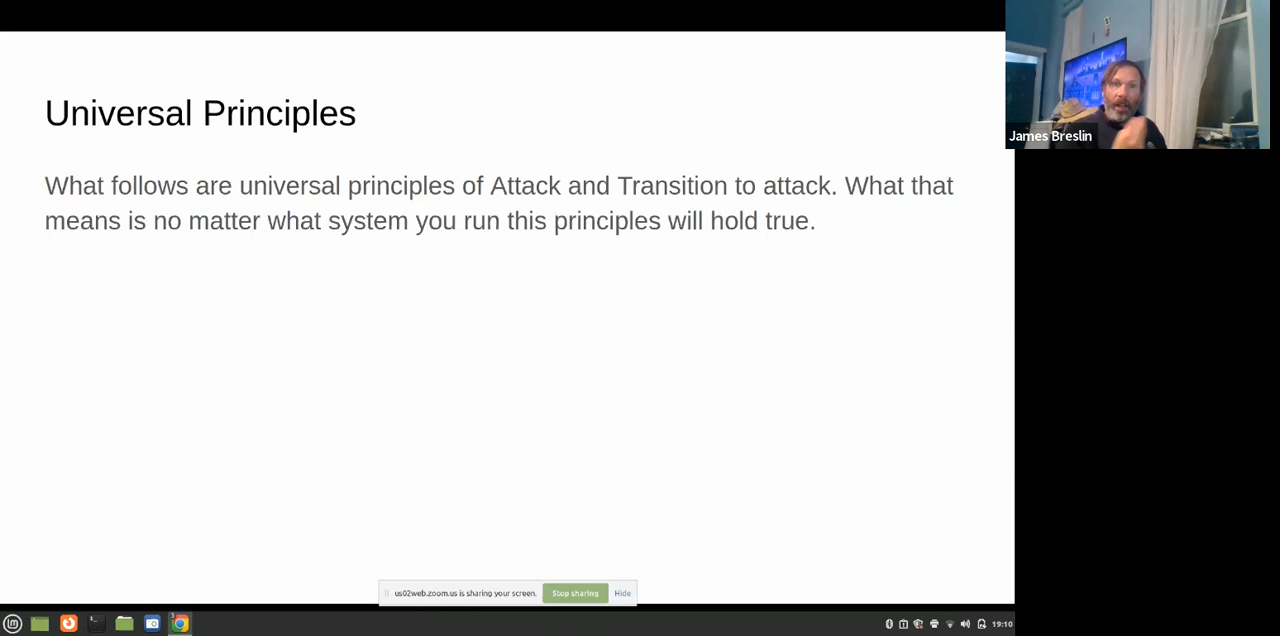 Universal Principles
What follows are universal principles of Attack and Transition to attack. What that
means is no matter what system you run this principles will hold true.
James Breslin
us02web.zoom.us is sharing your screen. Stop sharing Hide
19:10